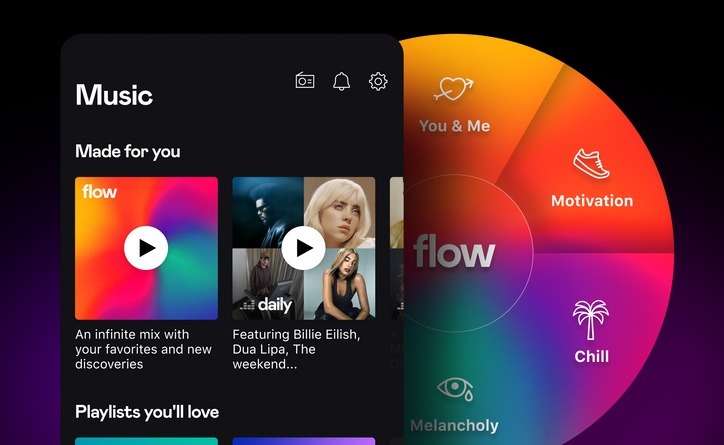 Music
Made for you
flow
An infinite mix with
your favorites and new
discoveries
daily
Featuring Billie Eilish,
Dua Lipa, The
weekend...
Playlists you'll love
You & Me
Motivation
flow
Chill
Melancholy